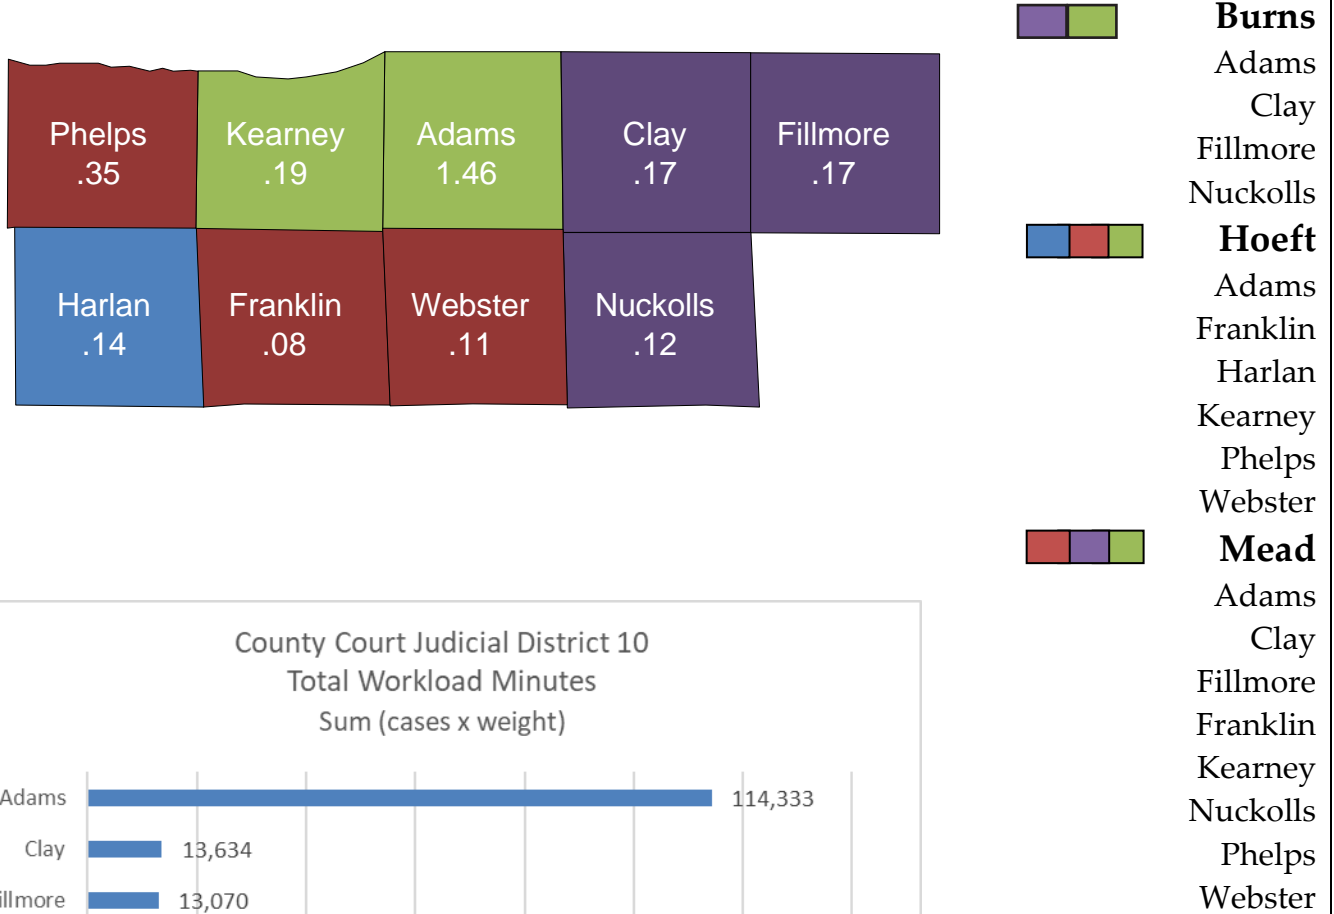 Phelps
.35
Kearney
.19
Adams
1.46
Clay
.17
Fillmore
.17
Harlan
.14
Franklin
.08
Webster
.11
Nuckolls
.12
Burns
Adams
Clay
Fillmore
Nuckolls
Hoeft
Adams
Franklin
Harlan
Kearney
Phelps
Webster
Mead
Adams
Clay
Fillmore
Franklin
Kearney
Nuckolls
Phelps
Webster
County Court Judicial District 10
Total Workload Minutes
Sum (cases x weight)
Adams 114,333
Clay 13,634
illmore 13,070